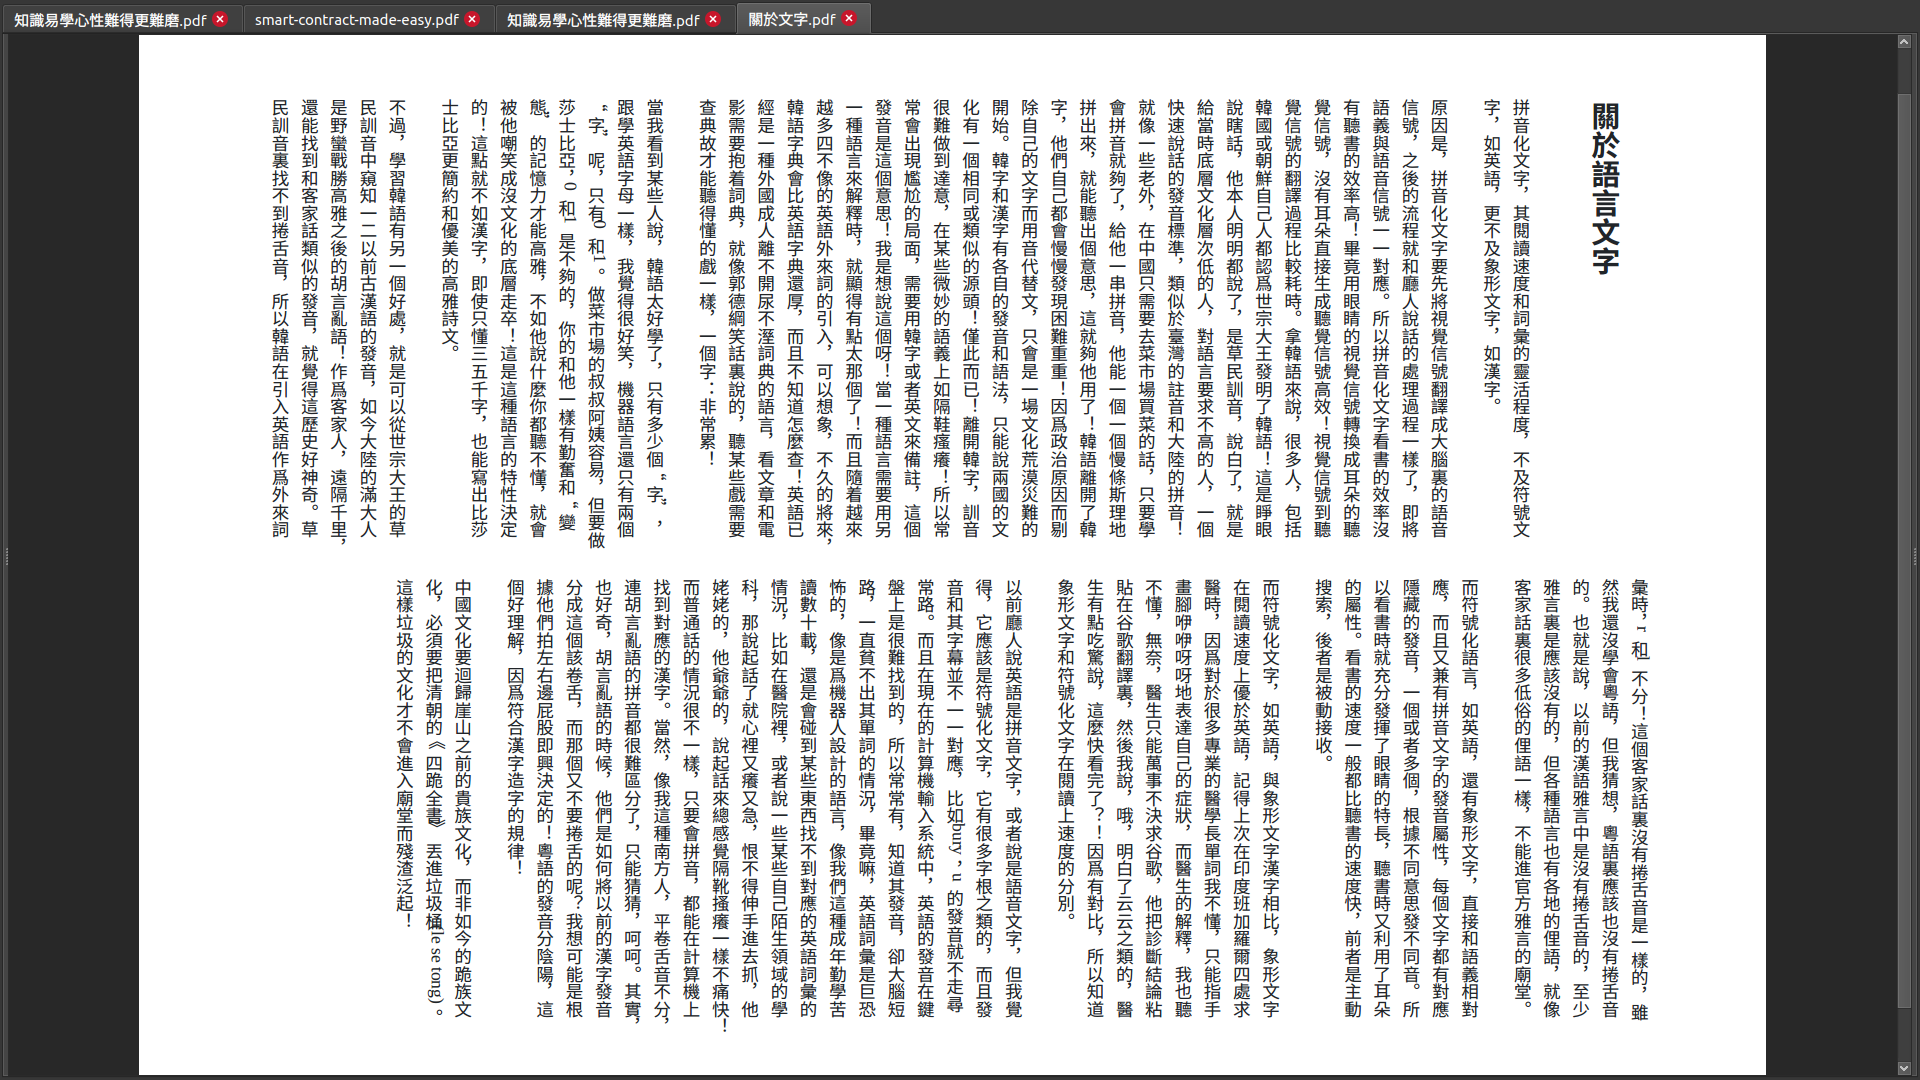 知識易學心性難得更難磨.pdf
smart-contract-made-easy.pdf
知識易學心性難得更難磨.pdf
關於文字.pdf
關於語言文字
拼音化文字，其閱讀速度和詞彙的靈活程度，不及符號文
字，如英語，更不及象形文字，如漢字。
原因是，拼音化文字要先將視覺信號翻譯成大腦裏的語音
信號，之後的流程就和廳人說話的處理過程一樣了，即將
語義與語音信號一一對應。所以拼音化文字看書的效率沒
有聽書的效率高！畢竟用眼睛的視覺信號轉換成耳朵的聽
覺信號，沒有耳朵直接生成聽覺信號高效！視覺信號到聽
覺信號的翻譯過程比較耗時。拿韓語來說，很多人，包括
韓國或朝鮮自己人都認爲世宗大王發明了韓語！這是睜眼
說瞎話，他本人明明都說了，是草民訓音，說白了，就是
給當時底層文化層次低的人，對語言要求不高的人，一個
快速說話的發音標準，類似於臺灣的註音和大陸的拼音！
就像一些老外，在中國只需要去菜市場買菜的話，只要學
會拼音就夠了，給他一串拼音，他能一個一個慢條斯理地
拼出來，就能聽出個意思，這就夠他用了！韓語離開了韓
字，他們自己都會慢慢發現困難重重！因爲政治原因而剔
除自己的文字而用音代替文，只會是一場文化荒漠災難的
開始。韓字和漢字有各自的發音和語法，只能說兩國的文
化有一個相同或類似的源頭！僅此而已！離開韓字，訓音
很難做到達意，在某些微妙的語義上如隔鞋瘙癢！所以常
常會出現尷尬的局面，需要用韓字或者英文來備註，這個
發音是這個意思！我是想說這個呀！當一種語言需要用另
一種語言來解釋時，就顯得有點太那個了！而且隨着越來
越多四不像的英語外來詞的引入，可以想象，不久的將來，
韓語字典會比英語字典還厚，而且不知道怎麼查！英語已
經是一種外國成人離不開尿不溼詞典的語言，看文章和電
影需要抱着詞典，就像郭德綱笑話裏說的，聽某些戲需要
查典故才能聽得懂的戲一樣，一個字：非常累！
當我看到某些人說，韓語太好學了，只有多少個“字”，
跟學英語字母一樣，我覺得很好笑，機器語言還只有兩個
“字”呢，只有0 和1 。做菜市場的叔叔阿姨容易，但要做
莎士比亞，0 和1 是不夠的，你的和他一樣有勤奮和“變
態”的記憶力才能高雅，不如他說什麼你都聽不懂，就會
被他嘲笑成沒文化的底層走卒！這是這種語言的特性決定
的！這點就不如漢字，即使只懂三五千字，也能寫出比莎
士比亞更簡約和優美的高雅詩文。
不過，學習韓語有另一個好處，就是可以從世宗大王的草
民訓音中窺知一二以前古漢語的發音，如今大陸的滿大人
是野蠻戰勝高雅之後的胡言亂語！作爲客家人，遠隔千里，
還能找到和客家話類似的發音，就覺得這歷史好神奇。草
民訓音裏找不到捲舌音，所以韓語在引入英語作爲外來詞
彙時，r 和l 不分！這個客家話裏沒有捲舌音是一樣的，雖
然我還沒學會粵語，但我猜想，粵語裏應該也沒有捲舌音
的。也就是說，以前的漢語雅言中是沒有捲舌音的，至少
雅言裏是應該沒有的，但各種語言也有各地的俚語，就像
客家話裏很多低俗的俚語一樣，不能進官方雅言的廟堂。
而符號化語言，如英語，還有象形文字，直接和語義相對
應，而且又兼有拼音文字的發音屬性，每個文字都有對應
隱藏的發音，一個或者多個，根據不同意思發不同音。所
以看書時就充分發揮了眼睛的特長，聽書時又利用了耳朵
的屬性。看書的速度一般都比聽書的速度快，前者是主動
搜索，後者是被動接收。
而符號化文字，如英語，與象形文字漢字相比，象形文字
在閱讀速度上優於英語，記得上次在印度班加羅爾四處求
醫時，因爲對於很多專業的醫學長單詞我不懂，只能指手
畫腳咿咿呀呀地表達自己的症狀，而醫生的解釋，我也聽
不懂，無奈，醫生只能萬事不決求谷歌，他把診斷結論粘
貼在谷歌翻譯裏，然後我說，哦，明白了云云之類的，醫
生有點吃驚說，這麼快看完了？！因爲有對比，所以知道
象形文字和符號化文字在閱讀上速度的分別。
以前廳人說英語是拼音文字，或者說是語音文字，但我覺
得，它應該是符號化文字，它有很多字根之類的，而且發
音和其字幕並不一一對應，比如bury，u 的發音就不走尋
常路。而且在現在的計算機輸入系統中，英語的發音在鍵
盤上是很難找到的，所以常常有，知道其發音，卻大腦短
路，一直貧不出其單詞的情況，畢竟嘛，英語詞彙是巨恐
怖的，像是爲機器人設計的語言，像我們這種成年勤學苦
讀數十載，還是會碰到某些東西找不到對應的英語詞彙的
情況，比如在醫院裡，或者說一些某些自己陌生領域的學
科，那說起話了就心裡又癢又急，恨不得伸手進去抓，他
姥姥的，他爺爺的，說起話來總感覺隔靴搔癢一樣不痛快！
而普通話的情況很不一樣，只要會拼音，都能在計算機上
找到對應的漢字。當然，像我這種南方人，平卷舌音不分，
連胡言亂語的拼音都很難區分了，只能猜猜，呵呵。其實，
也好奇，胡言亂語的時候，他們是如何將以前的漢字發音
分成這個該卷舌，而那個又不要捲舌的呢？我想可能是根
據他們拍左右邊屁股即興決定的！粵語的發音分陰陽，這
個好理解，因爲符合漢字造字的規律！
中國文化要迴歸崖山之前的貴族文化，而非如今的跪族文
化，必須要把清朝的《四跪全書》丟進垃圾桶(le se tong)。
這樣垃圾的文化才不會進入廟堂而殘渣泛起！